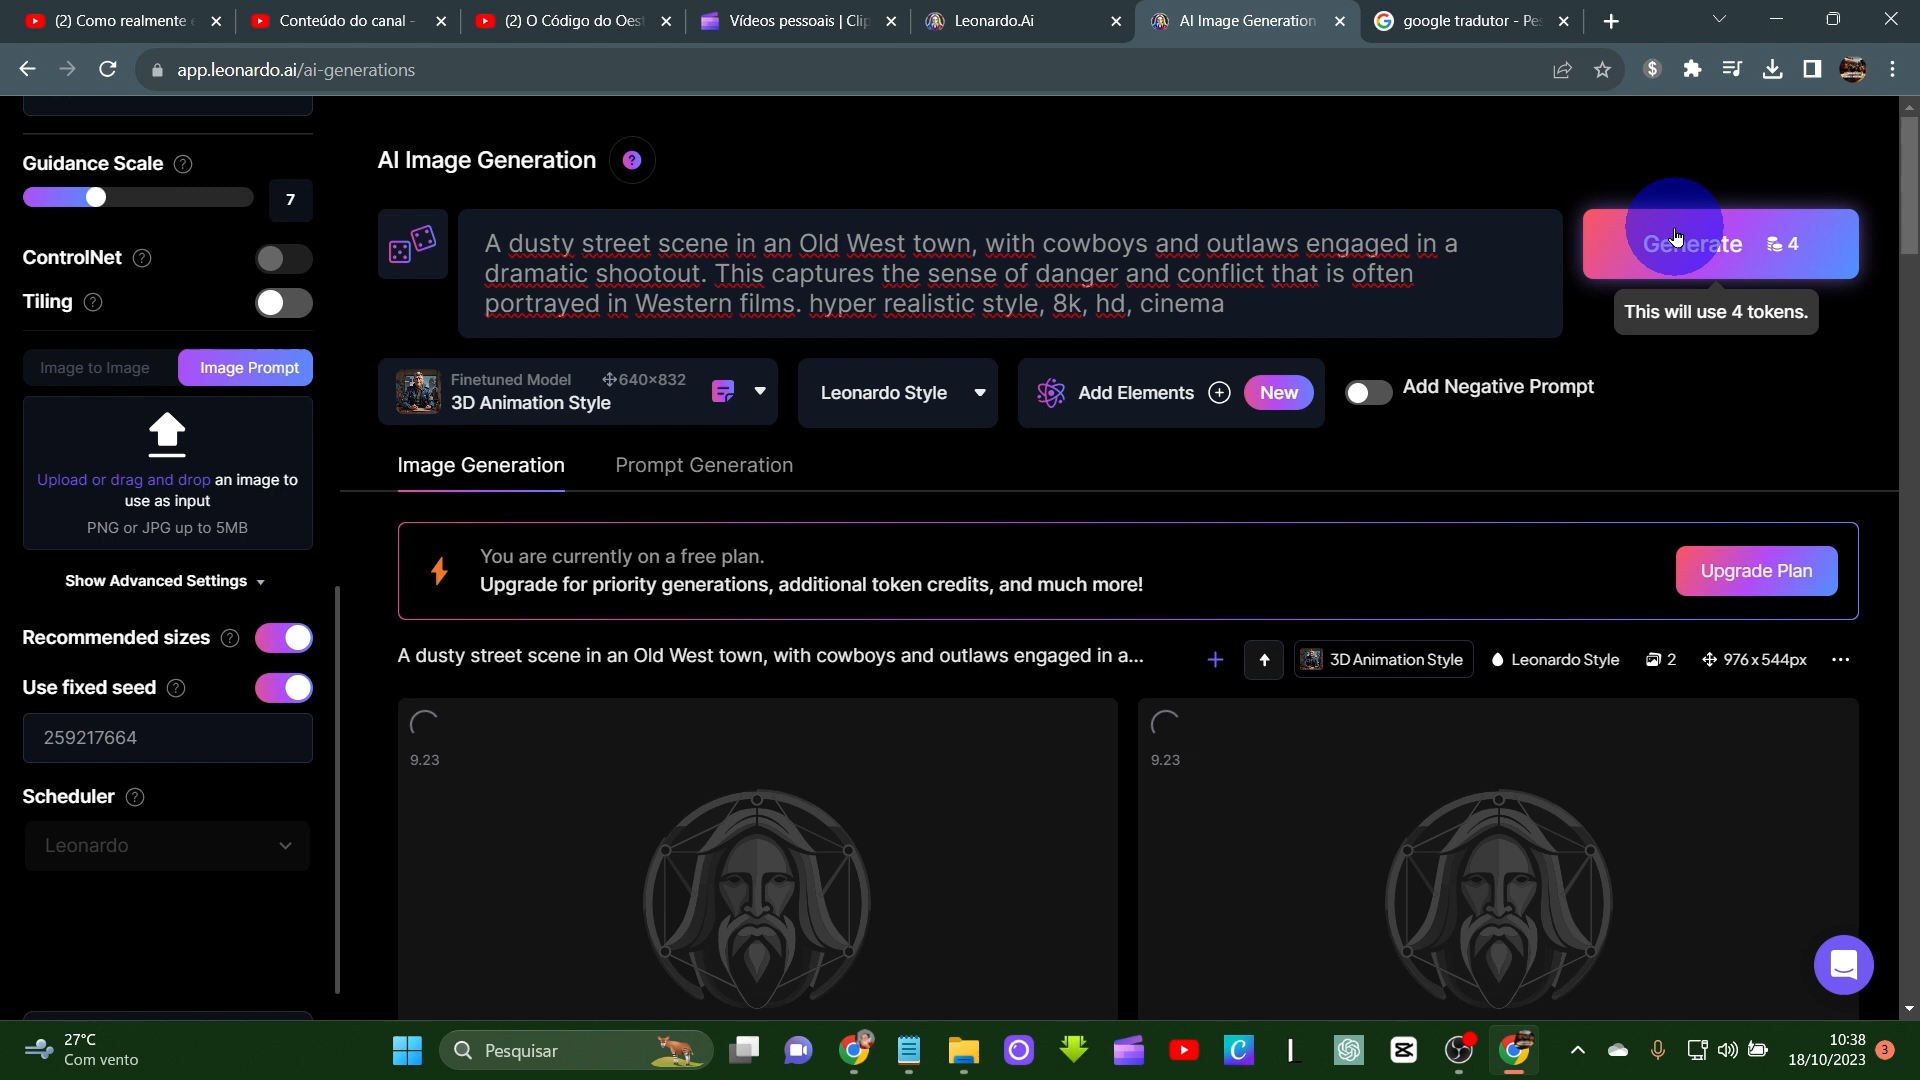 (2) Como realmente e
Conteúdo do canal -
(2) O Código do Oes
Vídeos pessoais | Clip
Leonardo.Ai
AI Image Generation
google tradutor - Pes
app.leonardo.ai/ai-generations
Guidance Scale
7
ControlNet
Tiling
Image to Image
Image Prompt
Upload or drag and drop an image to
use as input
PNG or JPG up to 5MB
Show Advanced Settings
Recommended sizes
Use fixed seed
259217664
Scheduler
Leonardo
AI Image Generation
A dusty street scene in an Old West town, with cowboys and outlaws engaged in a
dramatic shootout. This captures the sense of danger and conflict that is often
portrayed in Western films. hyper realistic style, 8k, hd, cinema
Generate 4
This will use 4 tokens.
Finetuned Model 640×832
3D Animation Style
Leonardo Style
Add Elements
New
Add Negative Prompt
Image Generation
Prompt Generation
You are currently on a free plan.
Upgrade for priority generations, additional token credits, and much more!
Upgrade Plan
A dusty street scene in an Old West town, with cowboys and outlaws engaged in a...
3D Animation Style
Leonardo Style
2
976 x 544px
9.23
9.23
27°C
Com vento
Pesquisar
10:38
18/10/2023
3